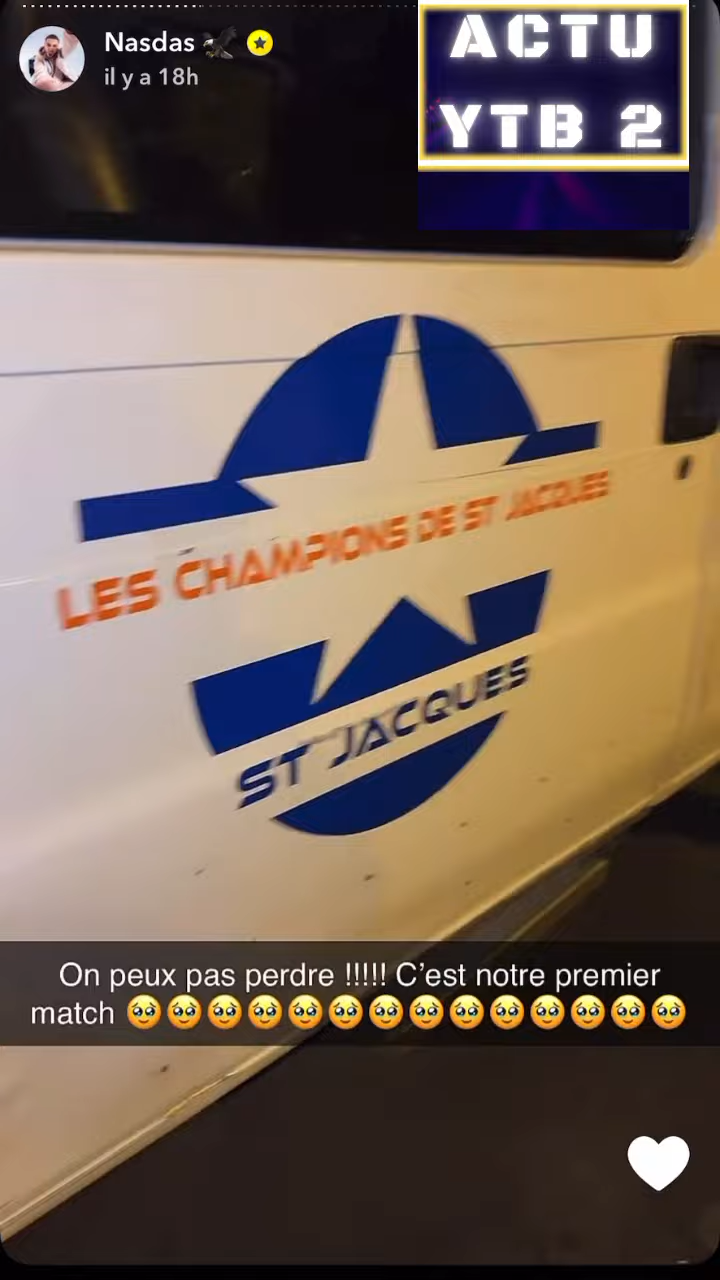 Nasdas 🦅
il y a 18h
ACTU
YTB 2
LES CHAMPIONS DE ST JACQUES
ST JACQUES
On peux pas perdre !!!!! C’est notre premier
match 🥹🥹🥹🥹🥹🥹🥹🥹🥹🥹🥹🥹🥹🥹